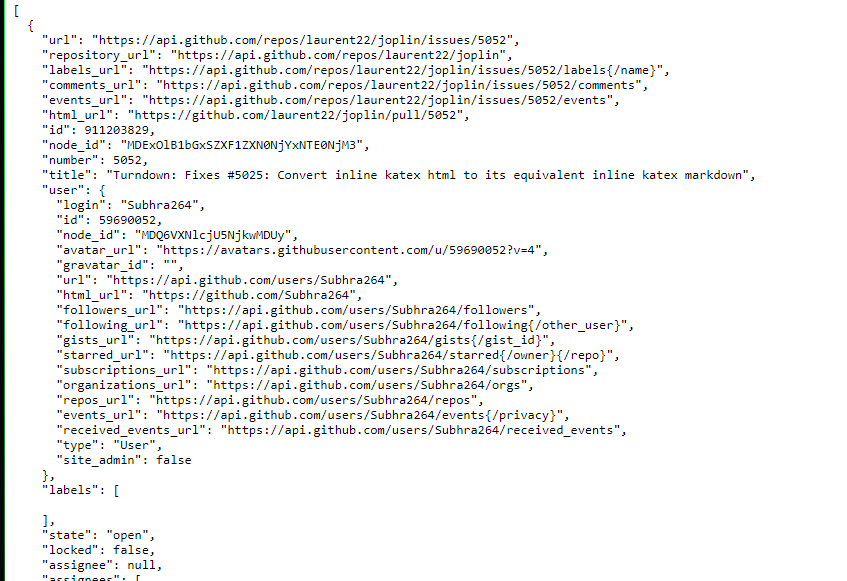 [
  {
    "url": "https://api.github.com/repos/laurent22/joplin/issues/5052",
    "repository_url": "https://api.github.com/repos/laurent22/joplin",
    "labels_url": "https://api.github.com/repos/laurent22/joplin/issues/5052/labels{/name}",
    "comments_url": "https://api.github.com/repos/laurent22/joplin/issues/5052/comments",
    "events_url": "https://api.github.com/repos/laurent22/joplin/issues/5052/events",
    "html_url": "https://github.com/laurent22/joplin/pull/5052",
    "id": 911203829,
    "node_id": "MDExOlB1bGxSZXF1ZXN0NjYxNTE0NjM3",
    "number": 5052,
    "title": "Turndown: Fixes #5025: Convert inline katex html to its equivalent inline katex markdown",
    "user": {
      "login": "Subhra264",
      "id": 59690052,
      "node_id": "MDQ6VXNlcjU5NjkwMDUy",
      "avatar_url": "https://avatars.githubusercontent.com/u/59690052?v=4",
      "gravatar_id": "",
      "url": "https://api.github.com/users/Subhra264",
      "html_url": "https://github.com/Subhra264",
      "followers_url": "https://api.github.com/users/Subhra264/followers",
      "following_url": "https://api.github.com/users/Subhra264/following{/other_user}",
      "gists_url": "https://api.github.com/users/Subhra264/gists{/gist_id}",
      "starred_url": "https://api.github.com/users/Subhra264/starred{/owner}{/repo}",
      "subscriptions_url": "https://api.github.com/users/Subhra264/subscriptions",
      "organizations_url": "https://api.github.com/users/Subhra264/orgs",
      "repos_url": "https://api.github.com/users/Subhra264/repos",
      "events_url": "https://api.github.com/users/Subhra264/events{/privacy}",
      "received_events_url": "https://api.github.com/users/Subhra264/received_events",
      "type": "User",
      "site_admin": false
    },
    "labels": [

    ],
    "state": "open",
    "locked": false,
    "assignee": null,
    "assignees": [